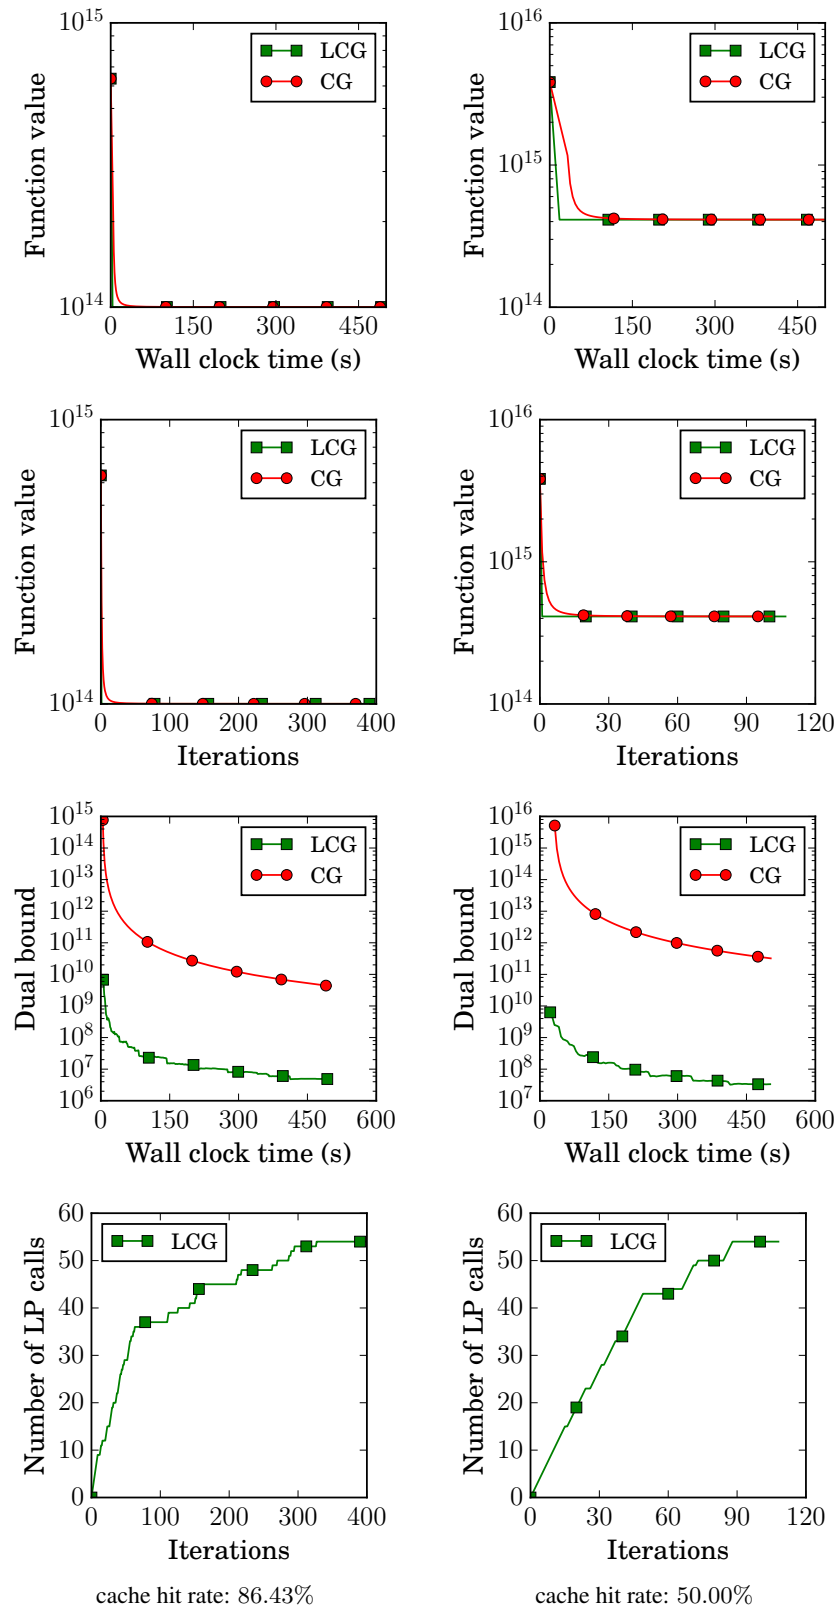 10^15
LCG
CG
10^14
Function value
0 150 300 450
Wall clock time (s)
10^16
LCG
CG
10^15
10^14
Function value
0 150 300 450
Wall clock time (s)
10^15
LCG
CG
10^14
Function value
0 100 200 300 400
Iterations
10^16
LCG
CG
10^15
10^14
Function value
0 30 60 90 120
Iterations
10^15
10^14
10^13
10^12
10^11
10^10
10^9
10^8
10^7
10^6
LCG
CG
Dual bound
0 150 300 450 600
Wall clock time (s)
10^16
10^15
10^14
10^13
10^12
10^11
10^10
10^9
10^8
10^7
LCG
CG
Dual bound
0 150 300 450 600
Wall clock time (s)
60
50
40
30
20
10
0
LCG
Number of LP calls
0 100 200 300 400
Iterations
cache hit rate: 86.43%
60
50
40
30
20
10
0
LCG
Number of LP calls
0 30 60 90 120
Iterations
cache hit rate: 50.00%